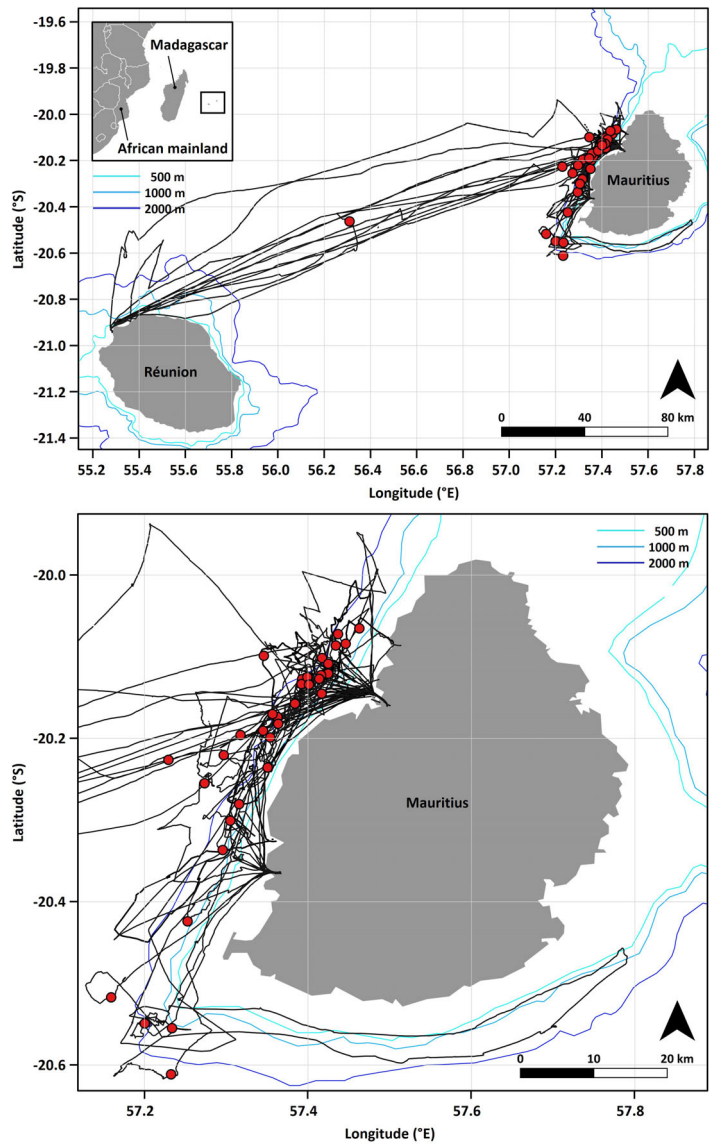 -19.6
-19.8
-20.0
-20.2
-20.4
-20.6
-20.8
-21.0
-21.2
-21.4
Latitude (°S)
Madagascar
African mainland
500 m
1000 m
2000 m
Mauritius
Réunion
0 40 80 km
55.2 55.4 55.6 55.8 56.0 56.2 56.4 56.6 56.8 57.0 57.2 57.4 57.6 57.8
Longitude (°E)
500 m
1000 m
2000 m
-20.0
-20.2
-20.4
-20.6
Latitude (°S)
Mauritius
0 10 20 km
57.2 57.4 57.6 57.8
Longitude (°E)